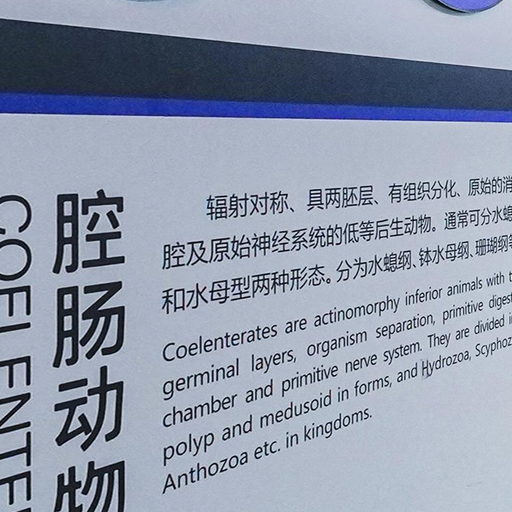 腔肠动物
COELENTE
辐射对称、具两胚层、有组织分化、原始的消
腔及原始神经系统的低等后生动物。通常可分水螅
和水母型两种形态。分为水螅纲、钵水母纲、珊瑚纲等
Coelenterates are actinomorphy inferior animals with t
germinal layers, organism separation, primitive digest
chamber and primitive nerve system. They are divided i
polyp and medusoid in forms, and Hydrozoa, Scyphoz
Anthozoa etc. in kingdoms.